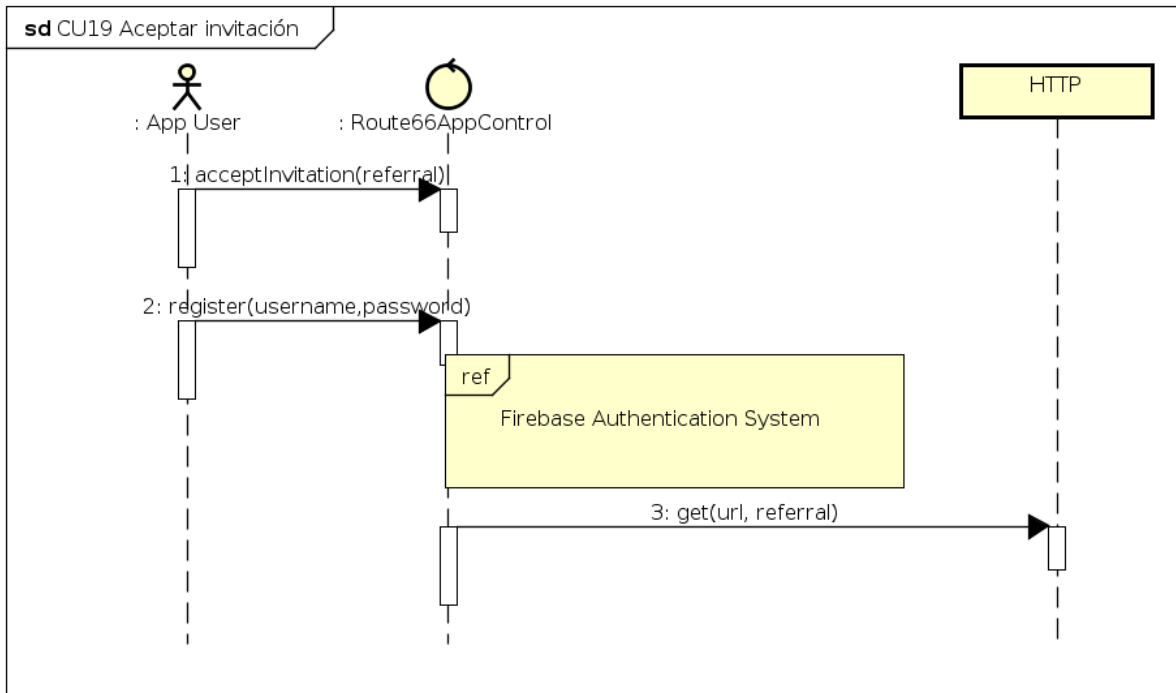 sd CU19 Aceptar invitación
: App User
: Route66AppControl
HTTP
1: acceptInvitation(referral)
2: register(username,password)
ref
Firebase Authentication System
3: get(url, referral)